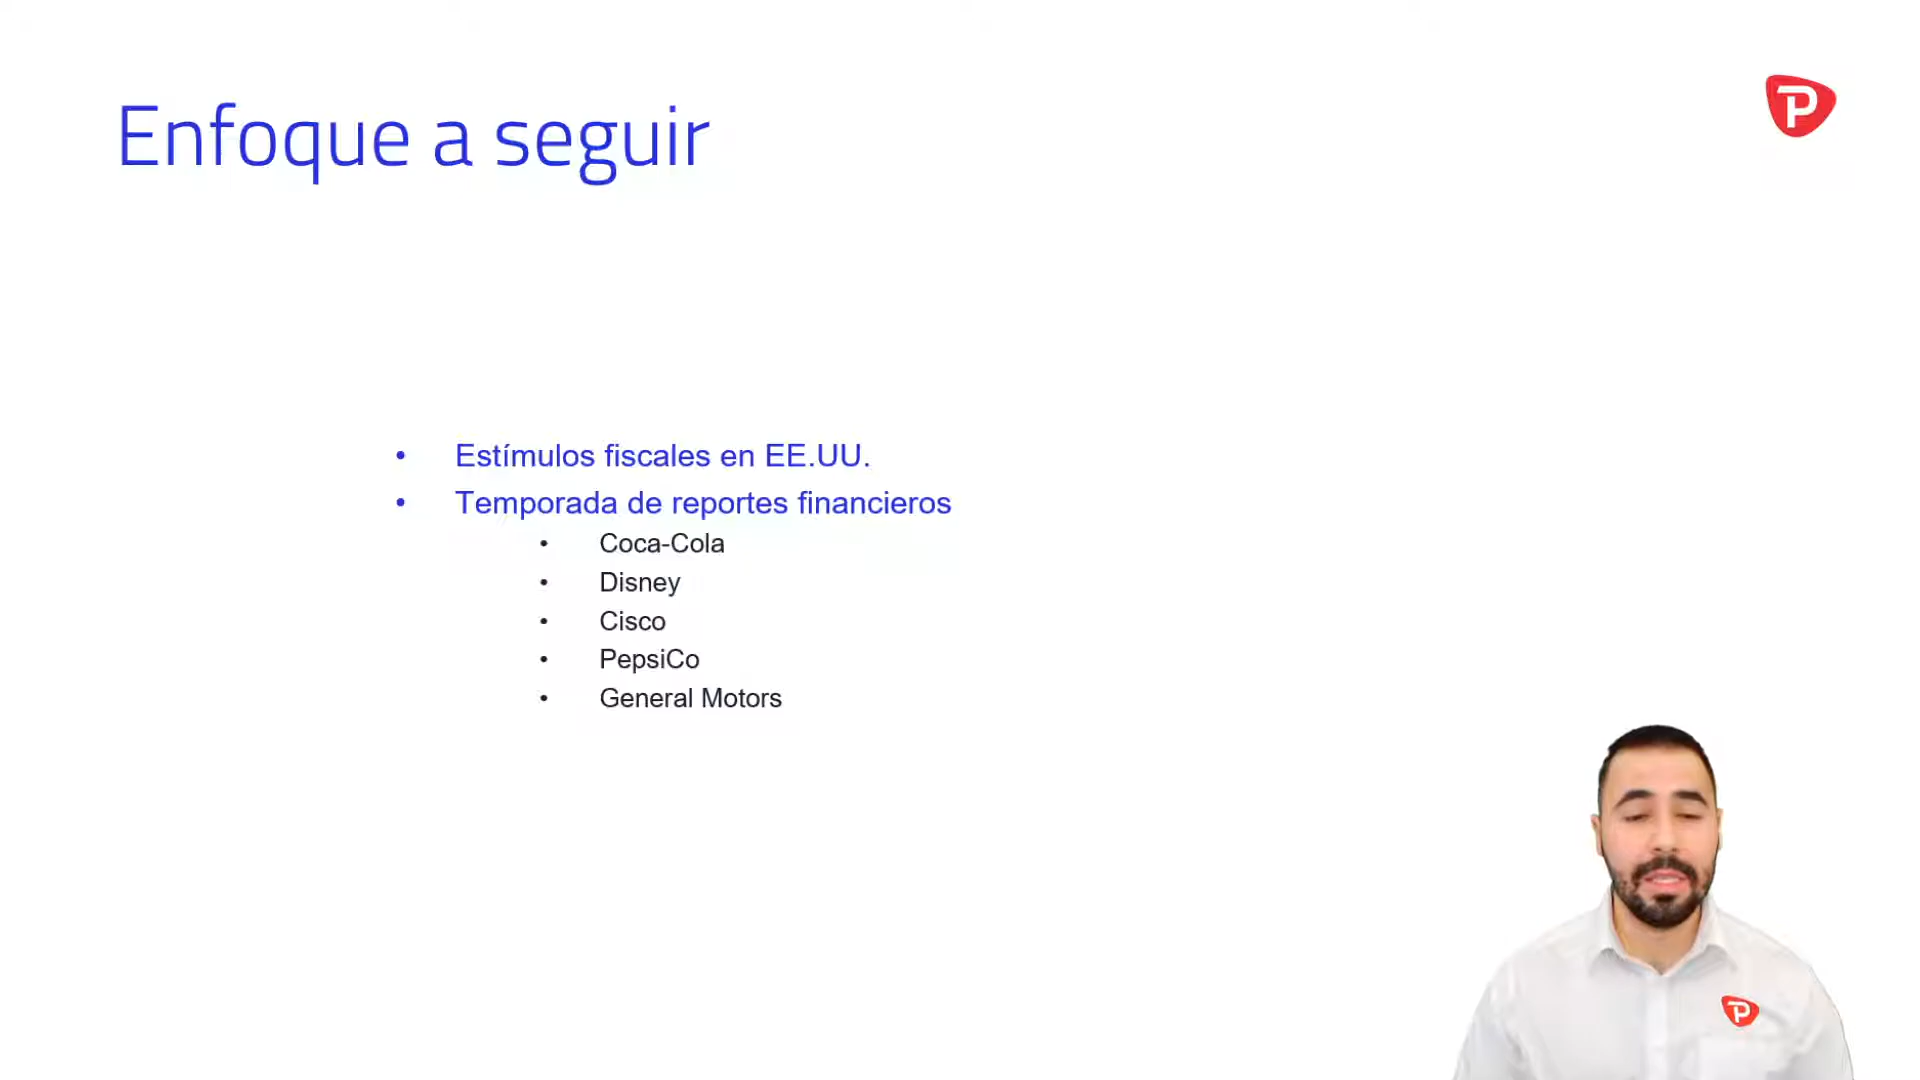 Enfoque a seguir
• Estímulos fiscales en EE.UU.
• Temporada de reportes financieros
• Coca-Cola
• Disney
• Cisco
• PepsiCo
• General Motors